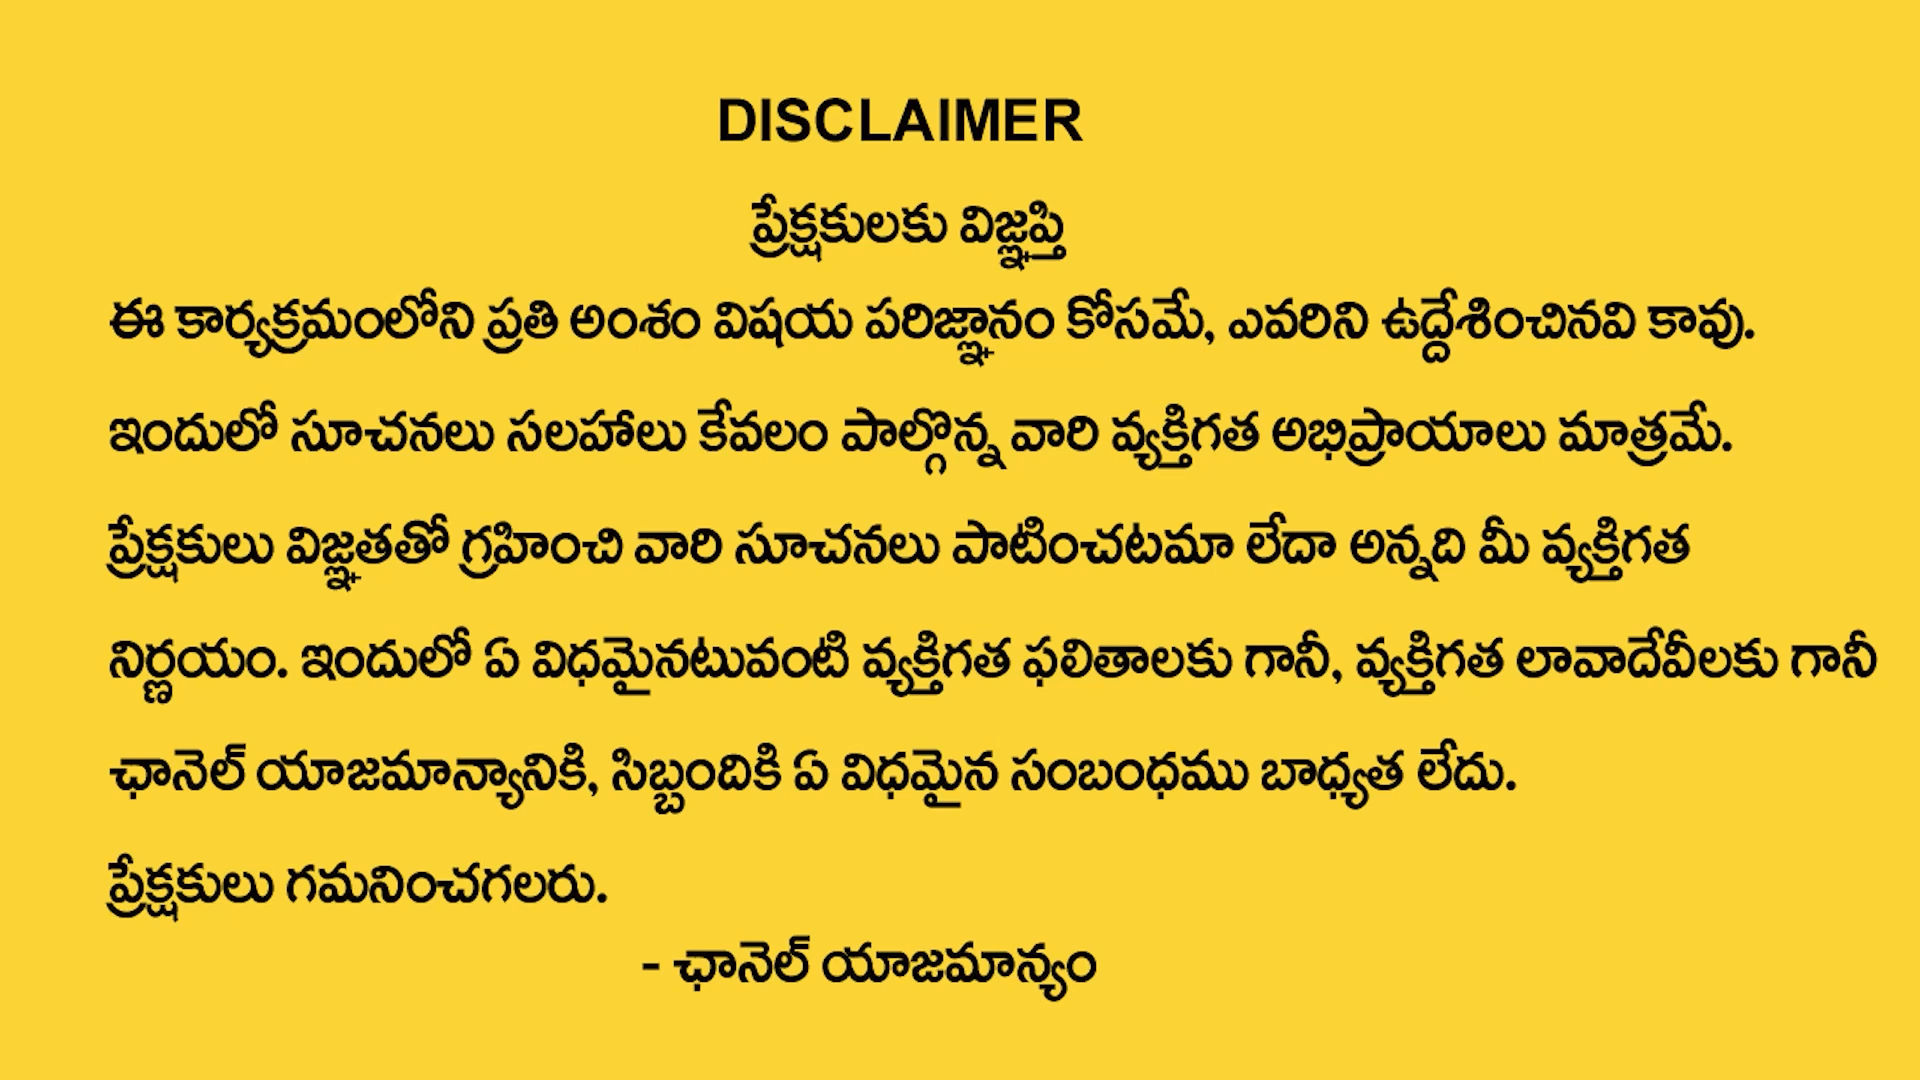 DISCLAIMER
ప్రేక్షకులకు విజ్ఞప్తి
ఈ కార్యక్రమంలోని ప్రతి అంశం విషయ పరిజ్ఞానం కోసమే, ఎవరిని ఉద్దేశించినవి కావు.
ఇందులో సూచనలు సలహాలు కేవలం పాల్గొన్న వారి వ్యక్తిగత అభిప్రాయాలు మాత్రమే.
ప్రేక్షకులు విజ్ఞతతో గ్రహించి వారి సూచనలు పాటించటమా లేదా అన్నది మీ వ్యక్తిగత
నిర్ణయం. ఇందులో ఏ విధమైనటువంటి వ్యక్తిగత ఫలితాలకు గానీ, వ్యక్తిగత లావాదేవీలకు గానీ
ఛానెల్ యాజమాన్యానికి, సిబ్బందికి ఏ విధమైన సంబంధము బాధ్యత లేదు.
ప్రేక్షకులు గమనించగలరు.
- ఛానెల్ యాజమాన్యం